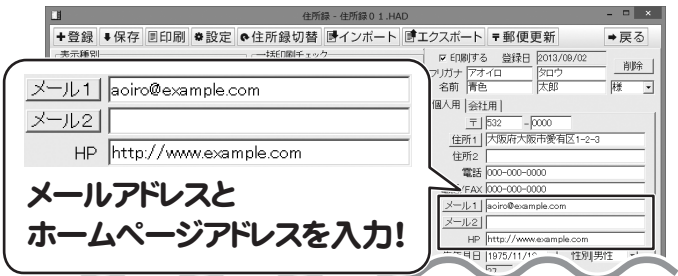 住所録 - 住所録０１.HAD
登録 保存 印刷 設定 住所録切替 インポート エクスポート 〒郵便更新 戻る
表示種別 一括印刷チェック
印刷する 登録日 2013/09/02 削除
フリガナ アオイロ タロウ
名前 青色 太郎 様
個人用 会社用
〒 532 - 0000
住所1 大阪府大阪市愛有区1-2-3
住所2
電話 000-000-0000
/FAX 000-000-0000
メール1 aoiro@example.com
メール2
HP http://www.example.com
1975/11/1 性別 男性
メール1 aoiro@example.com
メール2
HP http://www.example.com
メールアドレスと
ホームページアドレスを入力!